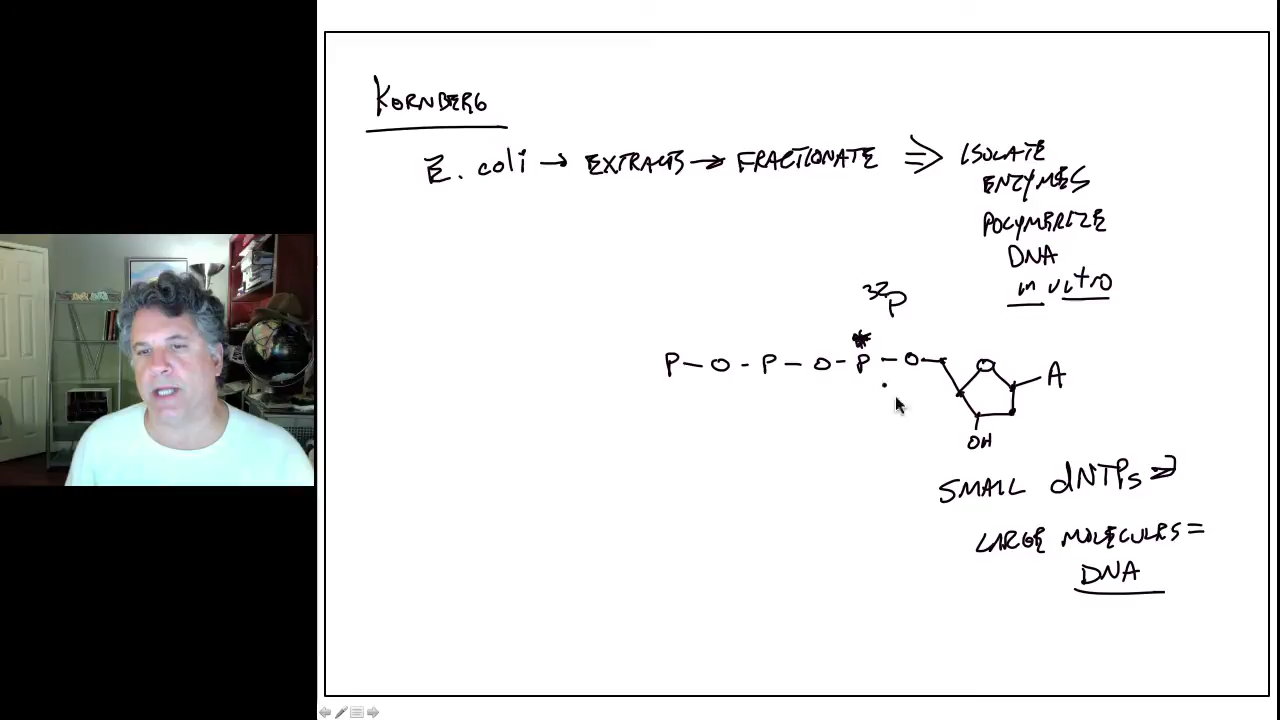 KORNBERG
E. coli → EXTRACTS → FRACTIONATE ⇒ ISOLATE
ENZYMES
POLYMERIZE
DNA
in vitro
32P
*
P - O - P - O - P - O
O
A
OH
SMALL dNTPs →
LARGE MOLECULES =
DNA